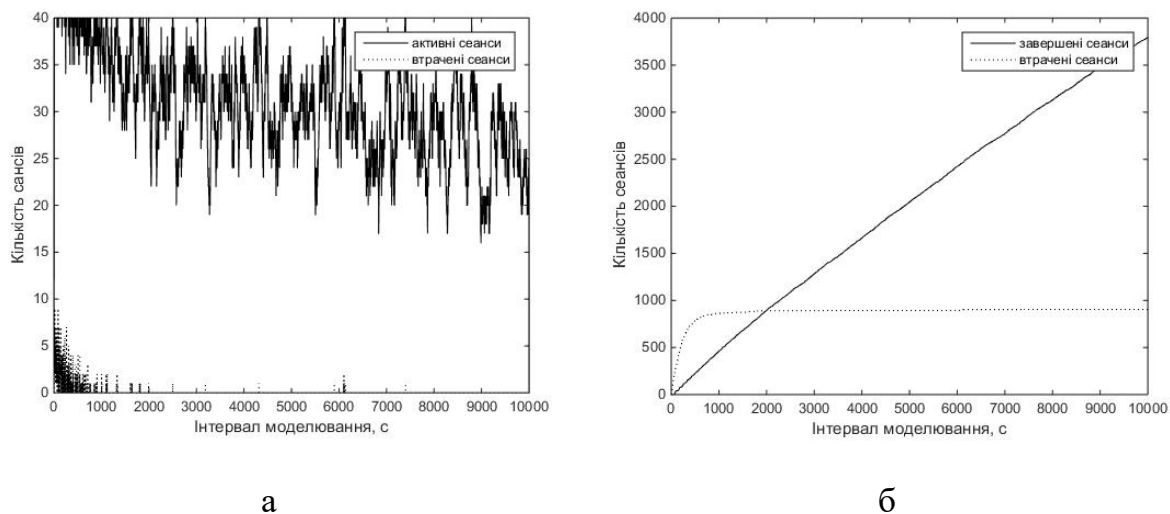 40
35
30
25
20
15
10
5
0
Кількість сансів
активні сеанси
втрачені сеанси
0 1000 2000 3000 4000 5000 6000 7000 8000 9000 10000
Інтервал моделювання, с
а
4000
3500
3000
2500
2000
1500
1000
500
0
Кількість сеансів
завершені сеанси
втрачені сеанси
0 1000 2000 3000 4000 5000 6000 7000 8000 9000 10000
Інтервал моделювання, с
б